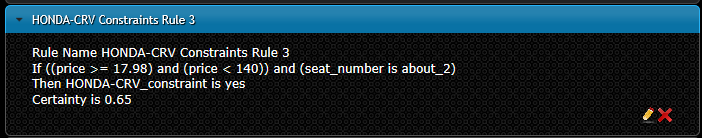 HONDA-CRV Constraints Rule 3
Rule Name HONDA-CRV Constraints Rule 3
If ((price >= 17.98) and (price < 140)) and (seat_number is about_2)
Then HONDA-CRV_constraint is yes
Certainty is 0.65